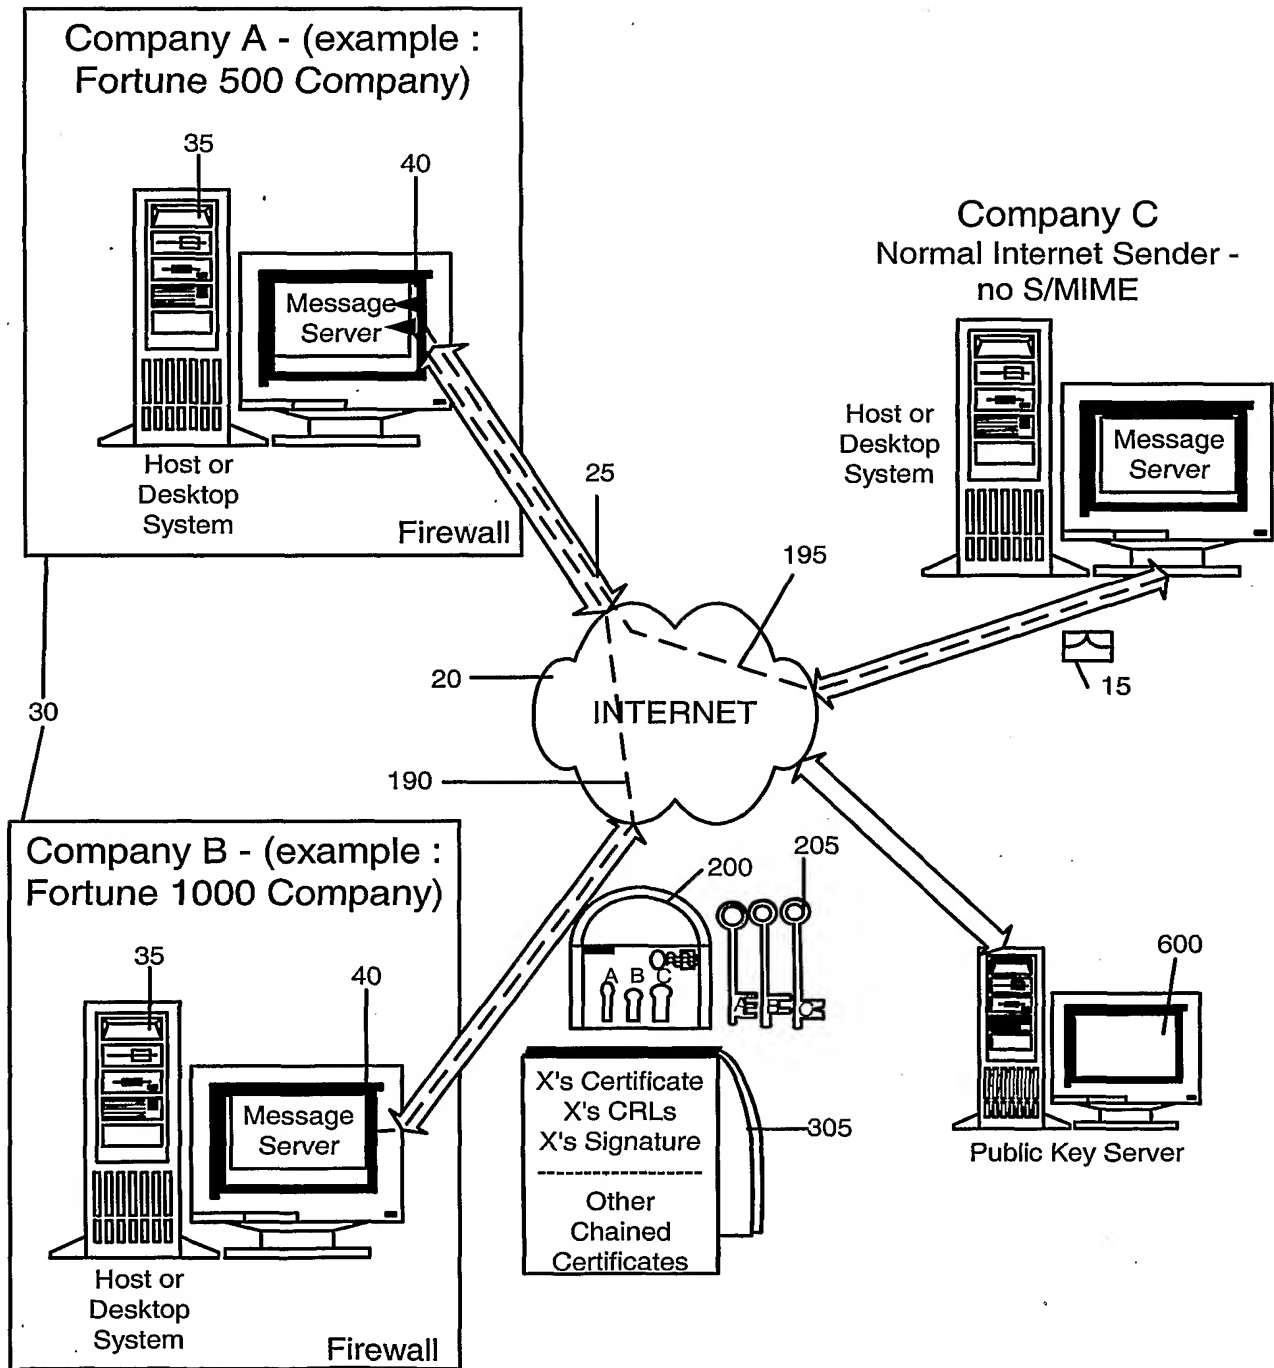 Company A - (example :
Fortune 500 Company)
35
40
Message
Server
Host or
Desktop
System
Firewall
Company C
Normal Internet Sender -
no S/MIME
Host or
Desktop
System
Message
Server
25
195
15
20
INTERNET
30
190
Company B - (example :
Fortune 1000 Company)
35
40
Message
Server
Host or
Desktop
System
Firewall
200
205
A B C
A B C
X's Certificate
X's CRLs
X's Signature
Other
Chained
Certificates
305
600
Public Key Server